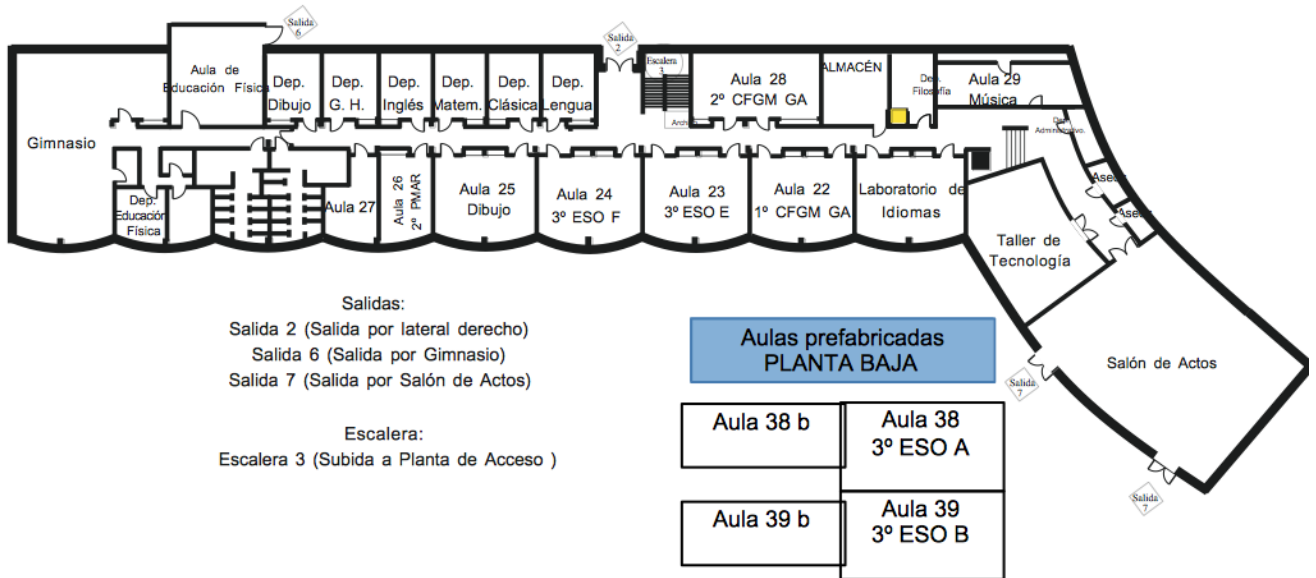 Salida
6
Salida
2
Aula de
Educación Física
Dep.
Dibujo
Dep.
G. H.
Dep.
Inglés
Dep.
Matem.
Dep.
Clásica
Dep.
Lengua
Escalera
3
Archivo
Aula 28
2º CFGM GA
ALMACÉN
Dep.
Filosofía
Aula 29
Música
Dep.
Administrativo.
Gimnasio
Dep.
Educación
Física
Aula 27
Aula 26
2º PMAR
Aula 25
Dibujo
Aula 24
3º ESO F
Aula 23
3º ESO E
Aula 22
1º CFGM GA
Laboratorio de
Idiomas
Aseo
Aseo
Taller de
Tecnología
Salón de Actos
Salida
7
Salida
7
Salidas:
Salida 2 (Salida por lateral derecho)
Salida 6 (Salida por Gimnasio)
Salida 7 (Salida por Salón de Actos)
Escalera:
Escalera 3 (Subida a Planta de Acceso )
Aulas prefabricadas
PLANTA BAJA
Aula 38 b
Aula 38
3º ESO A
Aula 39 b
Aula 39
3º ESO B